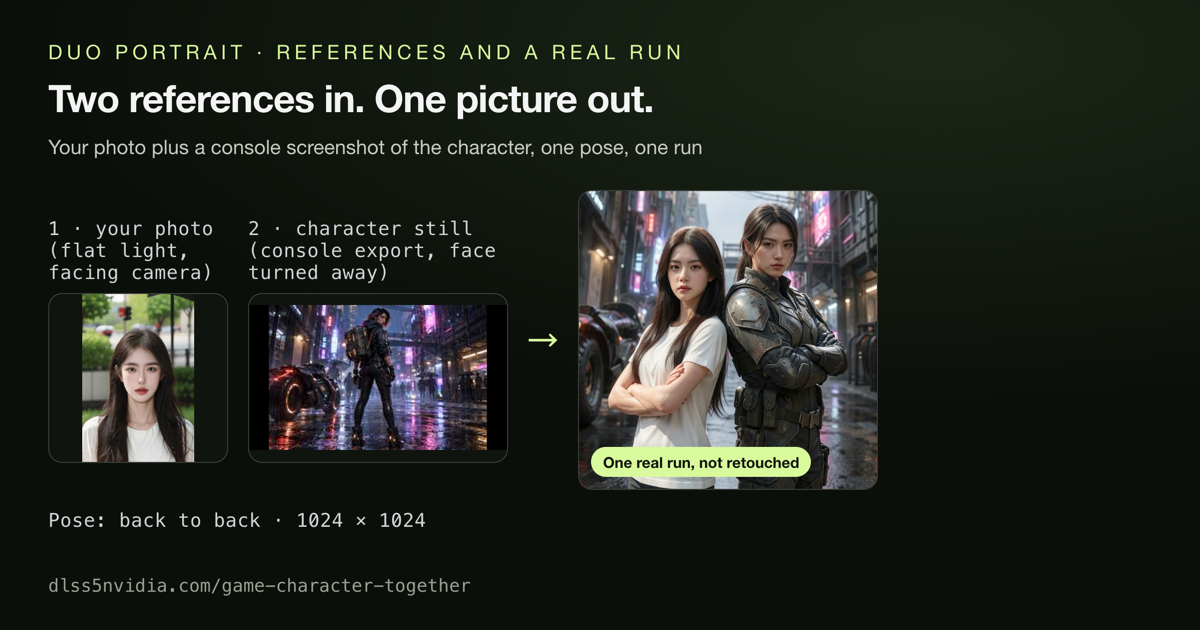 DUO PORTRAIT · REFERENCES AND A REAL RUN
Two references in. One picture out.
Your photo plus a console screenshot of the character, one pose, one run
1 · your photo
(flat light,
facing camera)
2 · character still
(console export, face
turned away)
→
One real run, not retouched
Pose: back to back · 1024 × 1024
dlss5nvidia.com/game-character-together